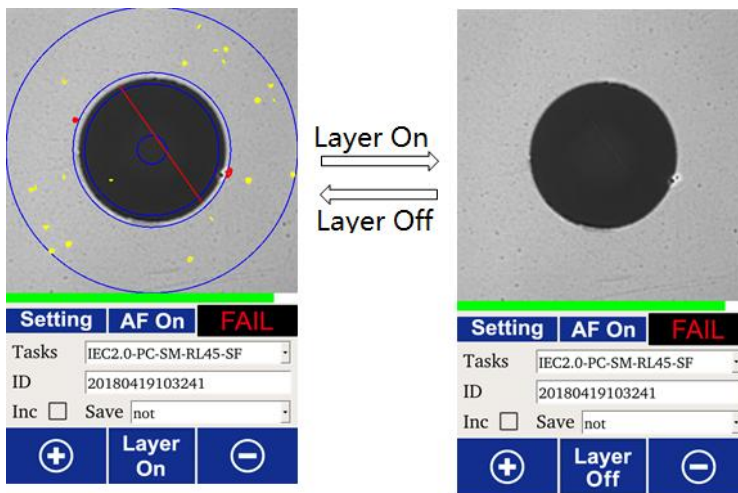 Layer On
Layer Off
Setting AF On FAIL
Tasks IEC2.0-PC-SM-RL45-SF
ID 20180419103241
Inc Save not
Layer
On
Setting AF On FAIL
Tasks IEC2.0-PC-SM-RL45-SF
ID 20180419103241
Inc Save not
Layer
Off